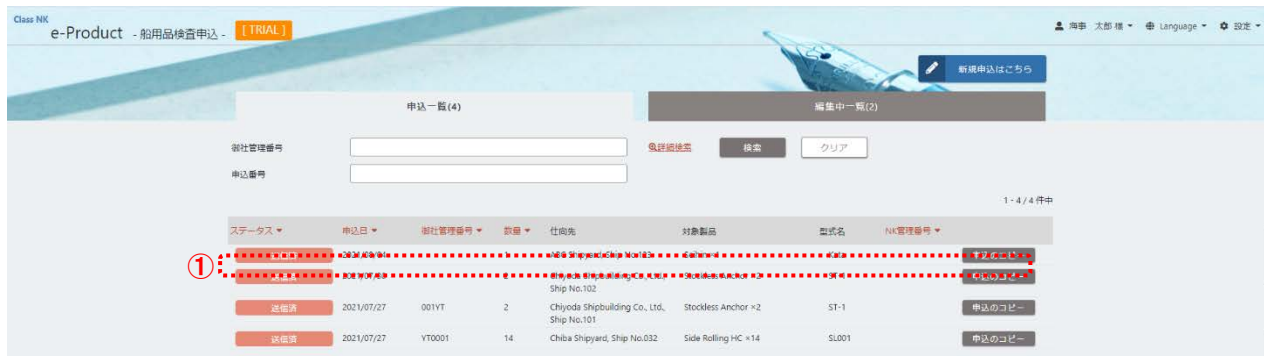 Class NK
e-Product - 船用品検査申込 - [ TRIAL ]
海事 太郎 様 Language 設定
新規申込はこちら
申込一覧(4) 編集中一覧(2)
御社管理番号 詳細検索 検索 クリア
申込番号
1 - 4 / 4 件中
ステータス 申込日 御社管理番号 数量 仕向先 対象製品 型式名 NK管理番号
申込のコピー
①
送信済 Chiyoda Shipbuilding Co., Ltd., Stockless Anchor ×2 ST-1 申込のコピー
Ship No.102
送信済 2021/07/27 001YT 2 Chiyoda Shipbuilding Co., Ltd., Stockless Anchor ×2 ST-1 申込のコピー
Ship No.101
送信済 2021/07/27 YT0001 14 Chiba Shipyard, Ship No.032 Side Rolling HC ×14 SL001 申込のコピー